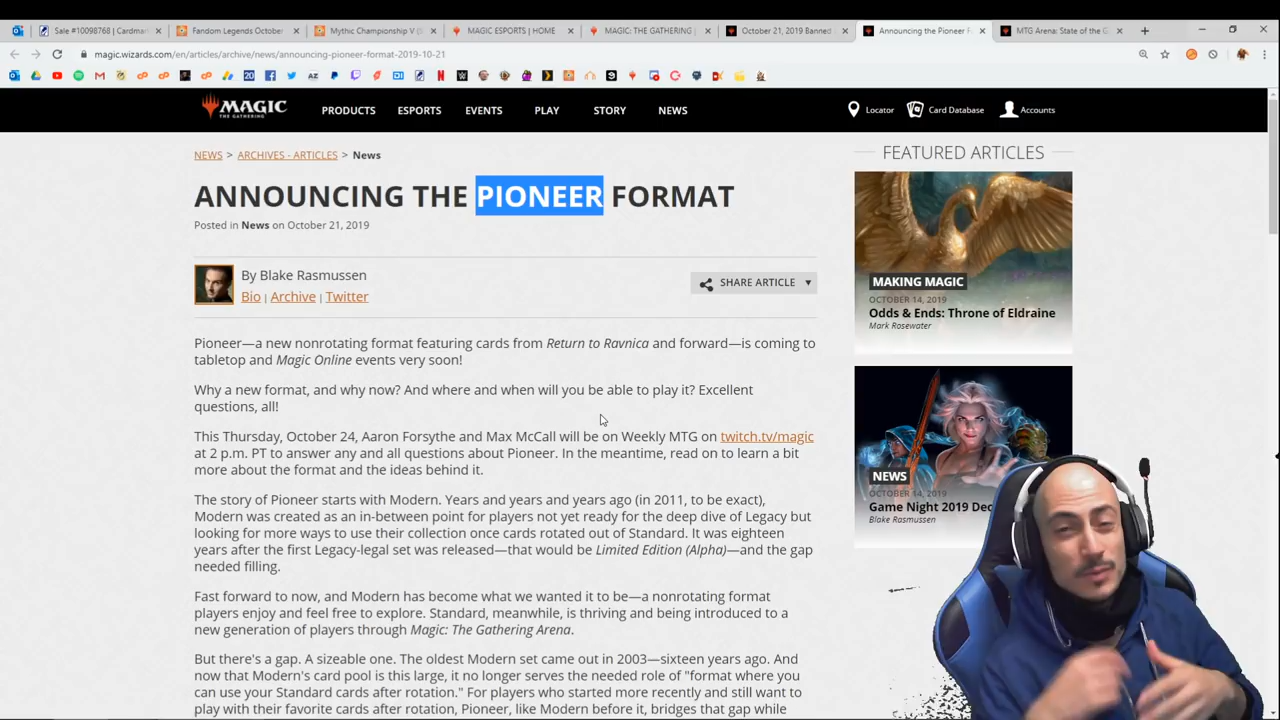 Sale #10098768 | Cardmar
Fandom Legends October
Mythic Championship V (M
MAGIC ESPORTS | HOME
MAGIC: THE GATHERING |
October 21, 2019 Banned
Announcing the Pioneer F
MTG Arena: State of the G
magic.wizards.com/en/articles/archive/news/announcing-pioneer-format-2019-10-21
MAGIC
THE GATHERING
PRODUCTS
ESPORTS
EVENTS
PLAY
STORY
NEWS
Locator
Card Database
Accounts
NEWS > ARCHIVES - ARTICLES > News
ANNOUNCING THE PIONEER FORMAT
Posted in News on October 21, 2019
By Blake Rasmussen
Bio | Archive | Twitter
SHARE ARTICLE
Pioneer—a new nonrotating format featuring cards from Return to Ravnica and forward—is coming to
tabletop and Magic Online events very soon!
Why a new format, and why now? And where and when will you be able to play it? Excellent
questions, all!
This Thursday, October 24, Aaron Forsythe and Max McCall will be on Weekly MTG on twitch.tv/magic
at 2 p.m. PT to answer any and all questions about Pioneer. In the meantime, read on to learn a bit
more about the format and the ideas behind it.
The story of Pioneer starts with Modern. Years and years and years ago (in 2011, to be exact),
Modern was created as an in-between point for players not yet ready for the deep dive of Legacy but
looking for more ways to use their collection once cards rotated out of Standard. It was eighteen
years after the first Legacy-legal set was released—that would be Limited Edition (Alpha)—and the gap
needed filling.
Fast forward to now, and Modern has become what we wanted it to be—a nonrotating format
players enjoy and feel free to explore. Standard, meanwhile, is thriving and being introduced to a
new generation of players through Magic: The Gathering Arena.
But there's a gap. A sizeable one. The oldest Modern set came out in 2003—sixteen years ago. And
now that Modern's card pool is this large, it no longer serves the needed role of "format where you
can use your Standard cards after rotation." For players who started more recently and still want to
play with their favorite cards after rotation, Pioneer, like Modern before it, bridges that gap while
FEATURED ARTICLES
MAKING MAGIC
OCTOBER 14, 2019
Odds & Ends: Throne of Eldraine
Mark Rosewater
NEWS
OCTOBER 14, 2019
Game Night 2019 Dec
Blake Rasmussen